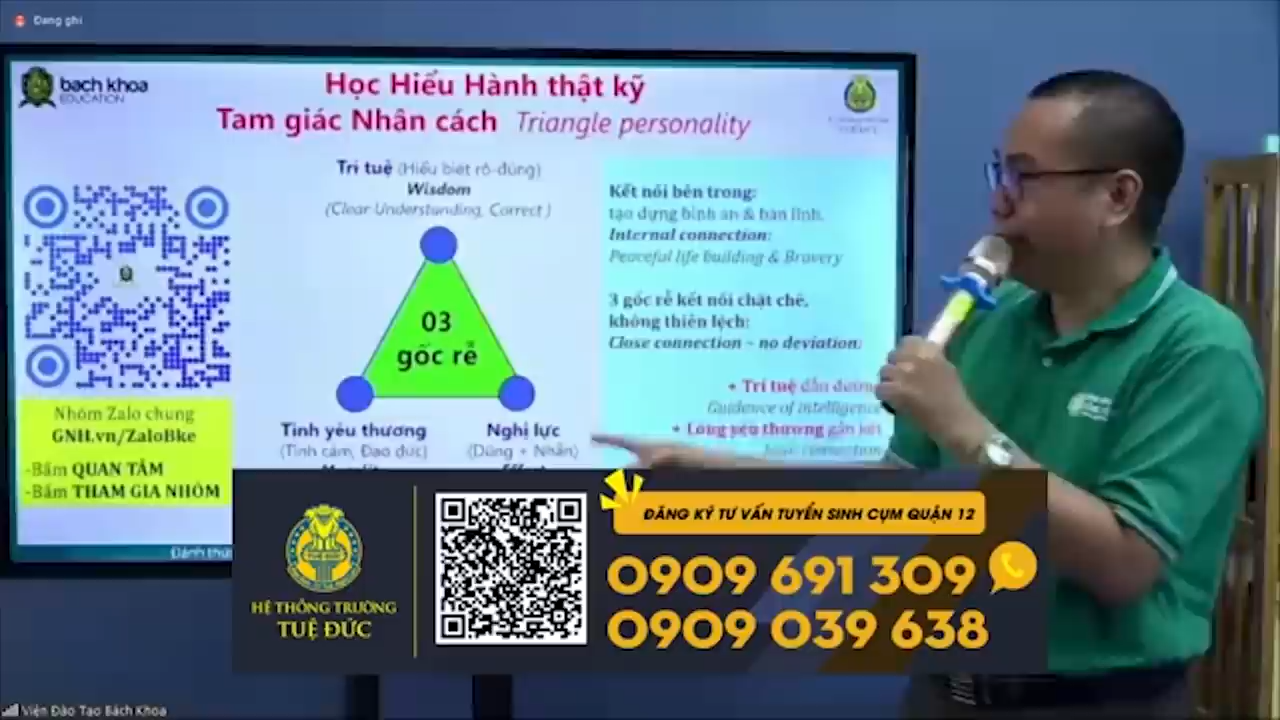 Đang ghi
bach khoa
EDUCATION
Học Hiểu Hành thật kỹ
Tam giác Nhân cách Triangle personality
Trí tuệ (Hiểu biết rõ-đúng)
Wisdom
(Clear Understanding, Correct )
03
gốc rễ
Tình yêu thương
(Tình cảm, Đạo đức)
Nghị lực
(Dũng + Nhẫn)
Kết nối bên trong:
tạo dựng bình an & bản lĩnh.
Internal connection:
Peaceful life building & Bravery
3 gốc rễ kết nối chặt chẽ,
không thiên lệch:
Close connection – no deviation:
• Trí tuệ dẫn đường
Guidance of intelligence
• Lòng yêu thương gắn kết
Nhóm Zalo chung
GNH.vn/ZaloBke
-Bấm QUAN TÂM
-Bấm THAM GIA NHÓM
Đánh thức
TUỆ ĐỨC
HỆ THỐNG TRƯỜNG
TUỆ ĐỨC
ĐĂNG KÝ TƯ VẤN TUYỂN SINH CỤM QUẬN 12
0909 691 309
0909 039 638
Viện Đào Tạo Bách Khoa